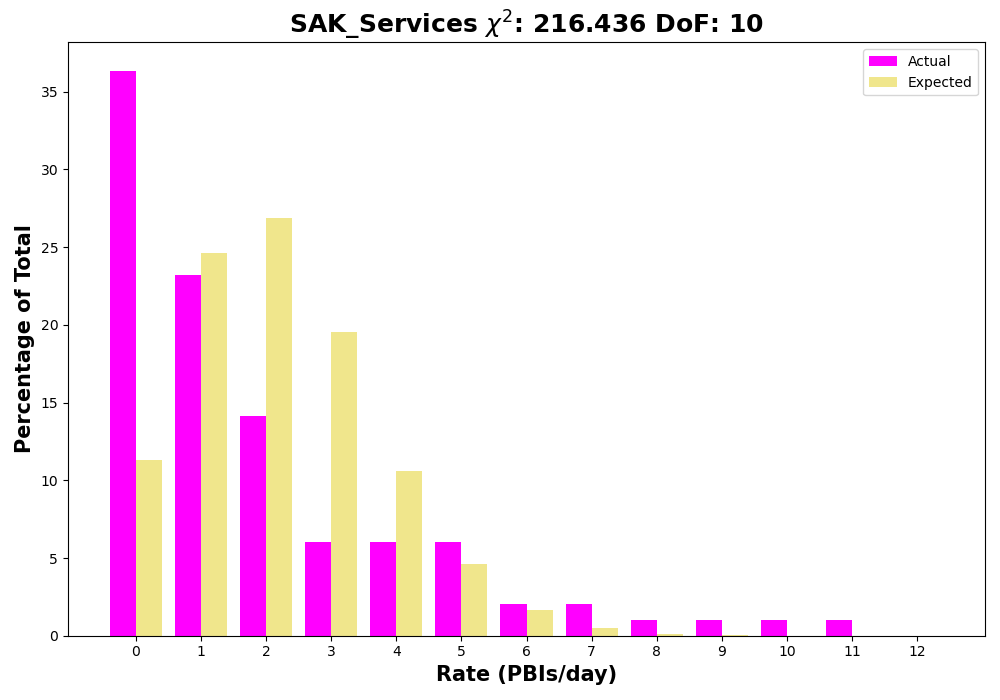 SAK_Services χ²: 216.436 DoF: 10
Actual
Expected
Percentage of Total
35
30
25
20
15
10
5
0
0 1 2 3 4 5 6 7 8 9 10 11 12
Rate (PBIs/day)